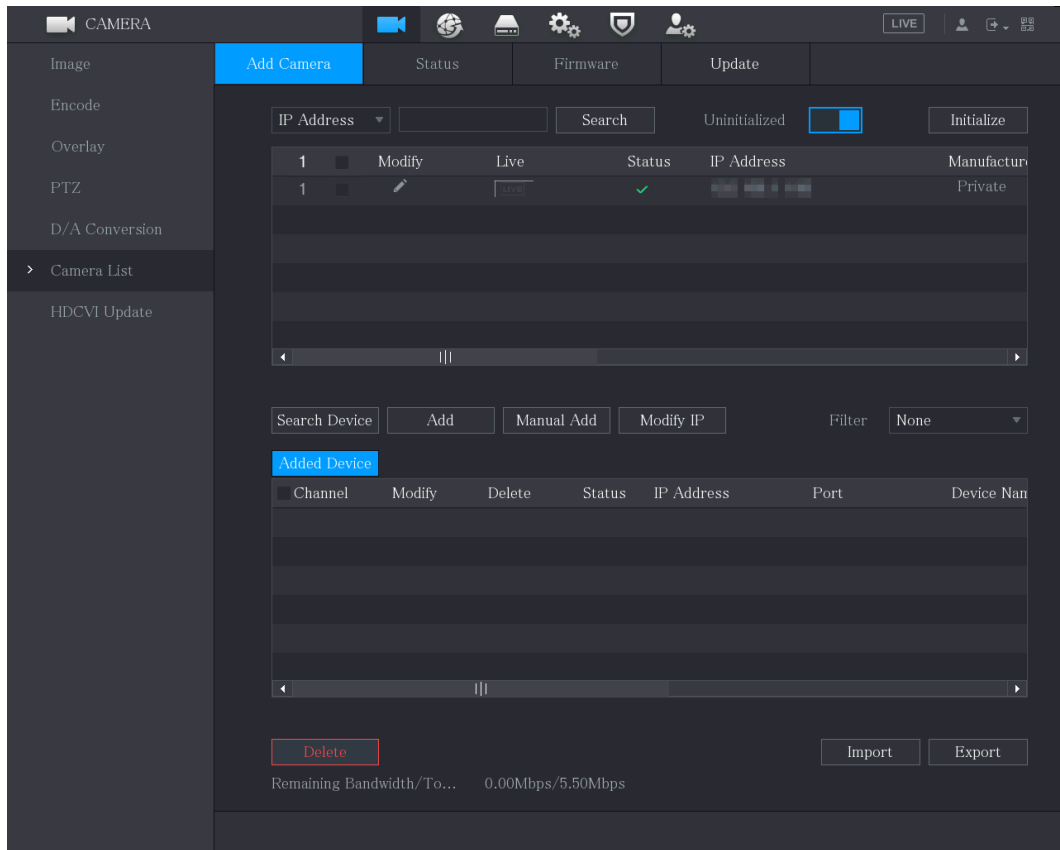 CAMERA LIVE
Image Add Camera Status Firmware Update
Encode
IP Address Search Uninitialized Initialize
Overlay
1 Modify Live Status IP Address Manufacture
PTZ 1 LIVE Private
D/A Conversion
Camera List
HDCVI Update
Search Device Add Manual Add Modify IP Filter None
Added Device
Channel Modify Delete Status IP Address Port Device Nam
Delete Import Export
Remaining Bandwidth/To... 0.00Mbps/5.50Mbps